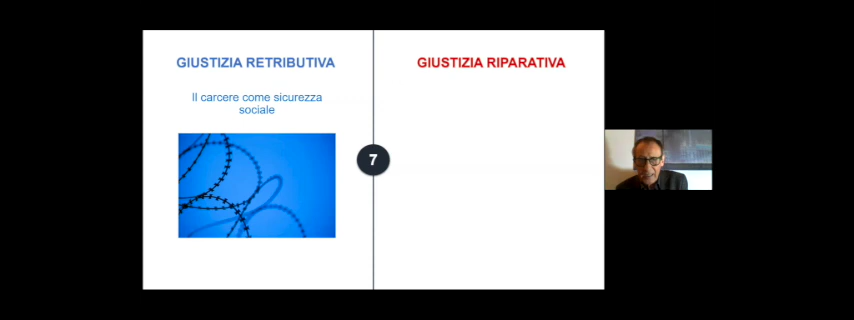 GIUSTIZIA RETRIBUTIVA
Il carcere come sicurezza
sociale
7
GIUSTIZIA RIPARATIVA